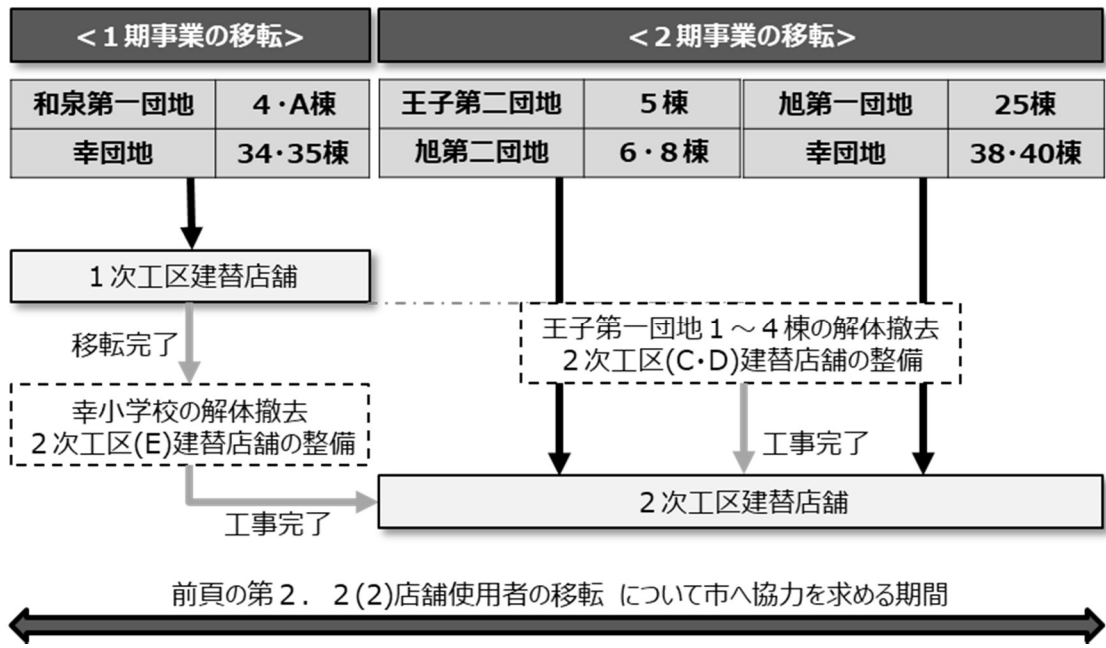 <１期事業の移転>
<２期事業の移転>
和泉第一団地 ４・A棟
幸団地 34・35棟
王子第二団地 ５棟 旭第一団地 25棟
旭第二団地 ６・８棟 幸団地 38・40棟
１次工区建替店舗
移転完了
王子第一団地１～４棟の解体撤去
２次工区(C・D)建替店舗の整備
幸小学校の解体撤去
２次工区(E)建替店舗の整備
工事完了
工事完了
２次工区建替店舗
前頁の第２．２(2)店舗使用者の移転 について市へ協力を求める期間